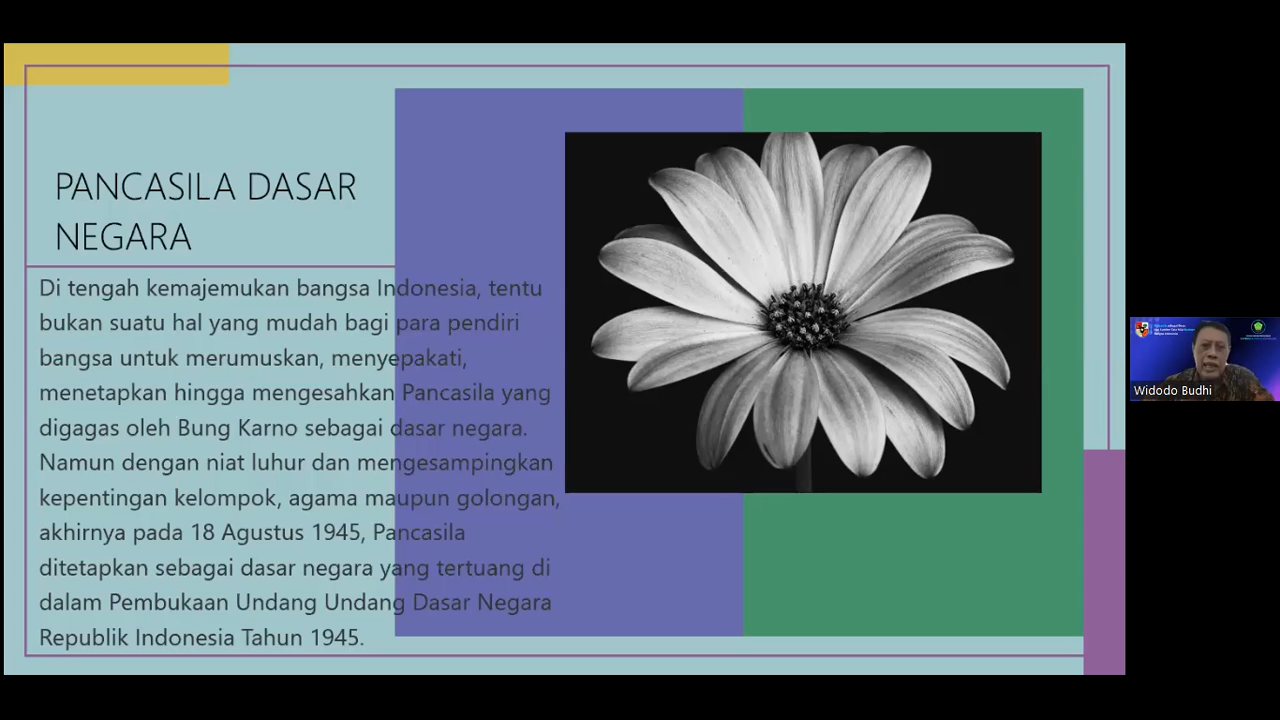 PANCASILA DASAR
NEGARA
Di tengah kemajemukan bangsa Indonesia, tentu
bukan suatu hal yang mudah bagi para pendiri
bangsa untuk merumuskan, menyepakati,
menetapkan hingga mengesahkan Pancasila yang
digagas oleh Bung Karno sebagai dasar negara.
Namun dengan niat luhur dan mengesampingkan
kepentingan kelompok, agama maupun golongan,
akhirnya pada 18 Agustus 1945, Pancasila
ditetapkan sebagai dasar negara yang tertuang di
dalam Pembukaan Undang Undang Dasar Negara
Republik Indonesia Tahun 1945.
Widodo Budhi